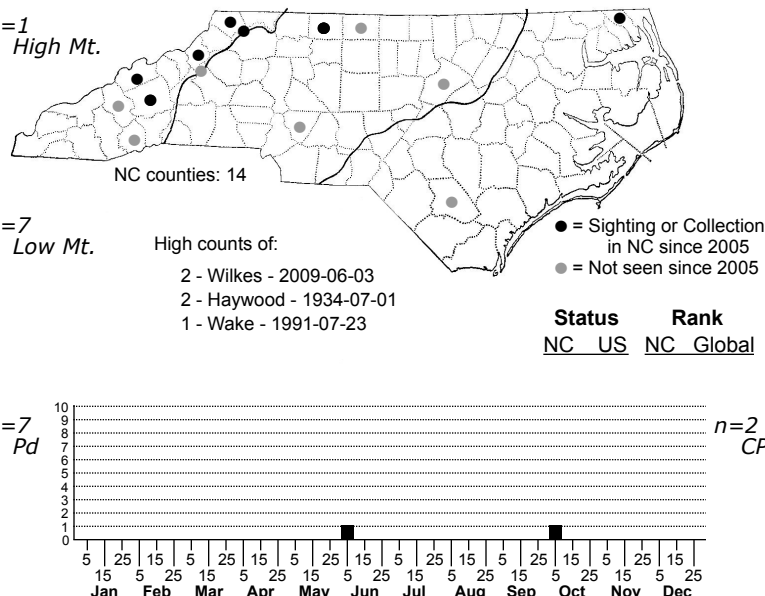 =1
High Mt.
NC counties: 14
=7
Low Mt.
High counts of:
2 - Wilkes - 2009-06-03
2 - Haywood - 1934-07-01
1 - Wake - 1991-07-23
= Sighting or Collection
in NC since 2005
= Not seen since 2005
Status Rank
NC US NC Global
=7
Pd
n=2
CP
10
9
8
7
6
5
4
3
2
1
0
5 25 15 5 25 15 5 25 15 5 25 15 5 25 15 5 25 15
15 5 25 15 5 25 15 5 25 15 5 25 15 5 25 15 5 25
Jan Feb Mar Apr May Jun Jul Aug Sep Oct Nov Dec